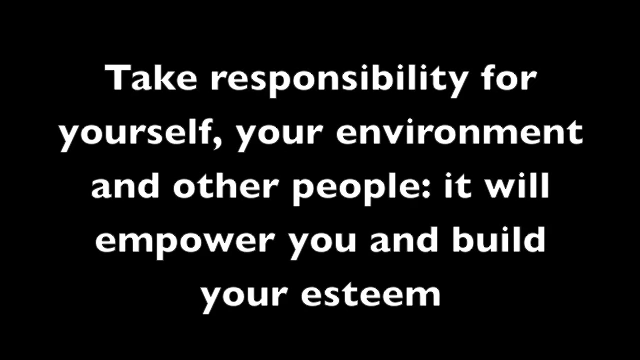 Take responsibility for
yourself, your environment
and other people: it will
empower you and build
your esteem